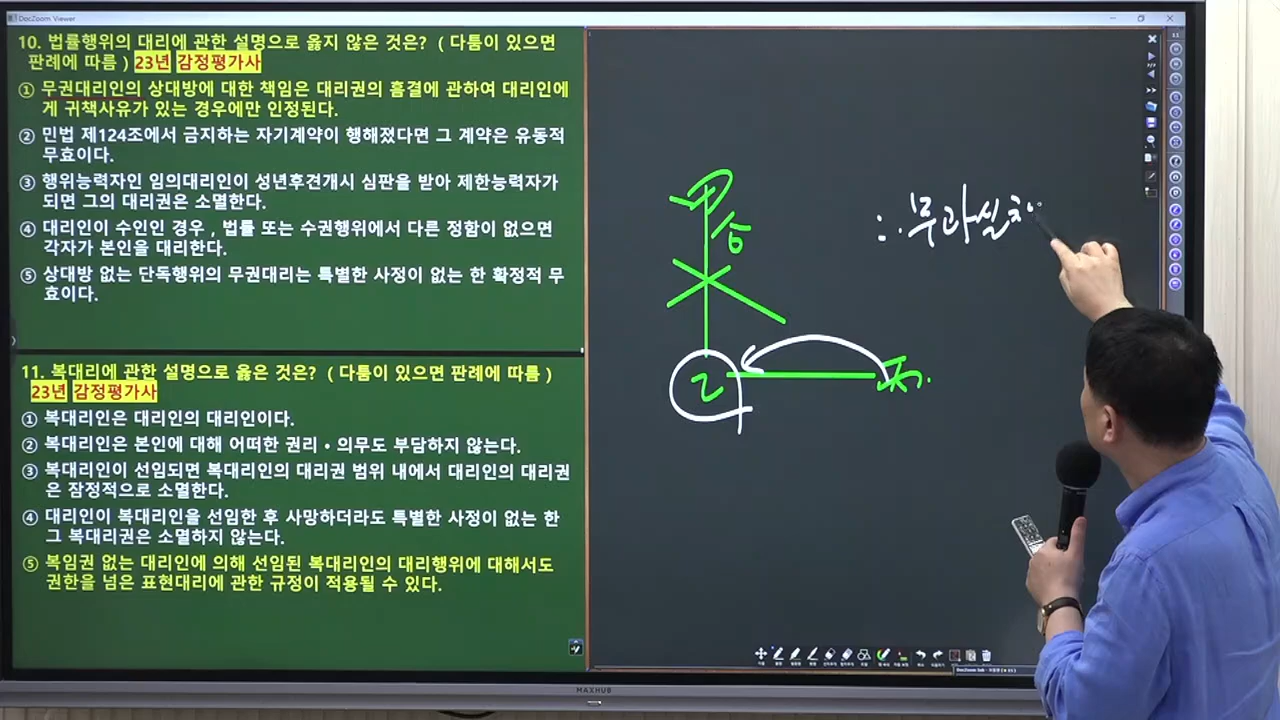 DocZoom Viewer
10. 법률행위의 대리에 관한 설명으로 옳지 않은 것은? ( 다툼이 있으면
판례에 따름 ) 23년 감정평가사
① 무권대리인의 상대방에 대한 책임은 대리권의 흠결에 관하여 대리인에
게 귀책사유가 있는 경우에만 인정된다.
② 민법 제124조에서 금지하는 자기계약이 행해졌다면 그 계약은 유동적
무효이다.
③ 행위능력자인 임의대리인이 성년후견개시 심판을 받아 제한능력자가
되면 그의 대리권은 소멸한다.
④ 대리인이 수인인 경우 , 법률 또는 수권행위에서 다른 정함이 없으면
각자가 본인을 대리한다.
⑤ 상대방 없는 단독행위의 무권대리는 특별한 사정이 없는 한 확정적 무
효이다.
11. 복대리에 관한 설명으로 옳은 것은? ( 다툼이 있으면 판례에 따름 )
23년 감정평가사
① 복대리인은 대리인의 대리인이다.
② 복대리인은 본인에 대해 어떠한 권리 • 의무도 부담하지 않는다.
③ 복대리인이 선임되면 복대리인의 대리권 범위 내에서 대리인의 대리권
은 잠정적으로 소멸한다.
④ 대리인이 복대리인을 선임한 후 사망하더라도 특별한 사정이 없는 한
그 복대리권은 소멸하지 않는다.
⑤ 복임권 없는 대리인에 의해 선임된 복대리인의 대리행위에 대해서도
권한을 넘은 표현대리에 관한 규정이 적용될 수 있다.
甲
乙
丙.
∴ 무과실
MAXHUB